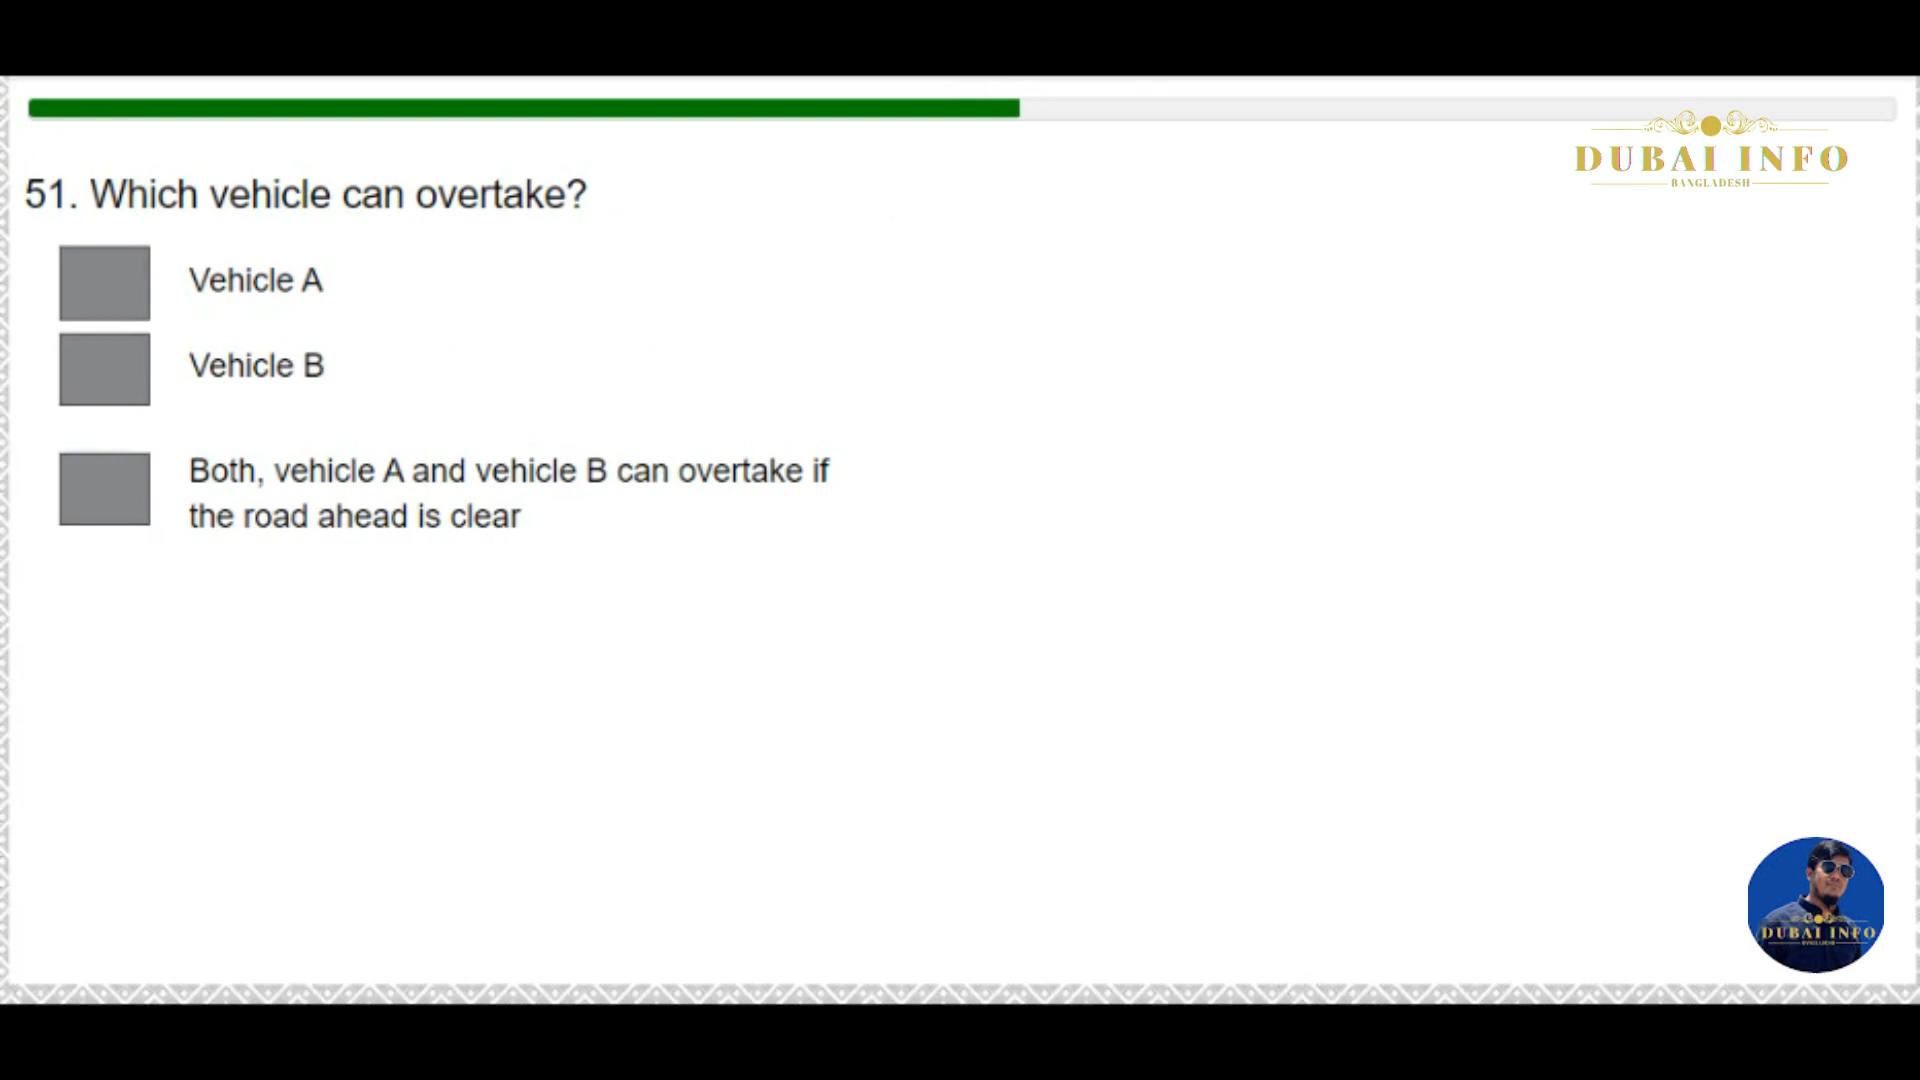 DUBAI INFO
BANGLADESH
51. Which vehicle can overtake?
Vehicle A
Vehicle B
Both, vehicle A and vehicle B can overtake if
the road ahead is clear
DUBAI INFO